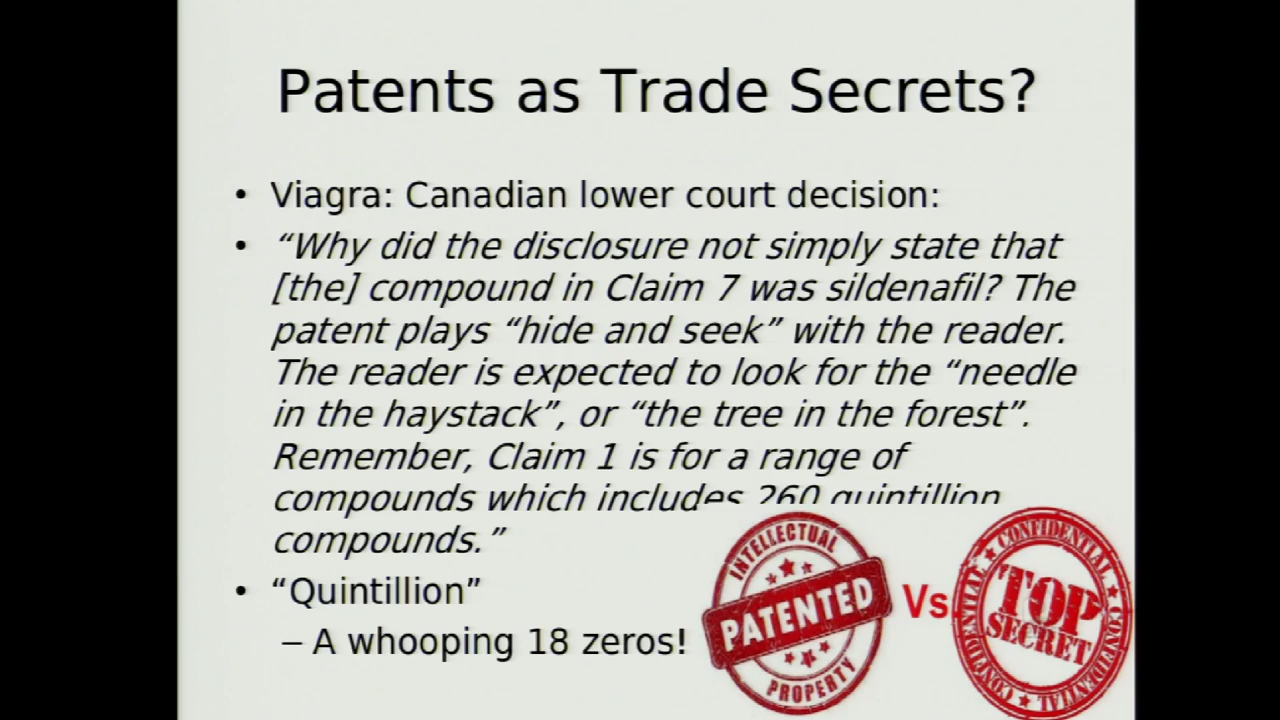 Patents as Trade Secrets?
• Viagra: Canadian lower court decision:
• “Why did the disclosure not simply state that
[the] compound in Claim 7 was sildenafil? The
patent plays “hide and seek” with the reader.
The reader is expected to look for the “needle
in the haystack”, or “the tree in the forest”.
Remember, Claim 1 is for a range of
compounds which includes 260 quintillion
compounds.”
• “Quintillion”
– A whooping 18 zeros!
INTELLECTUAL
PATENTED
PROPERTY
Vs
CONFIDENTIAL
TOP
SECRET
CONFIDENTIAL
CONFIDENTIAL
CONFIDENTIAL